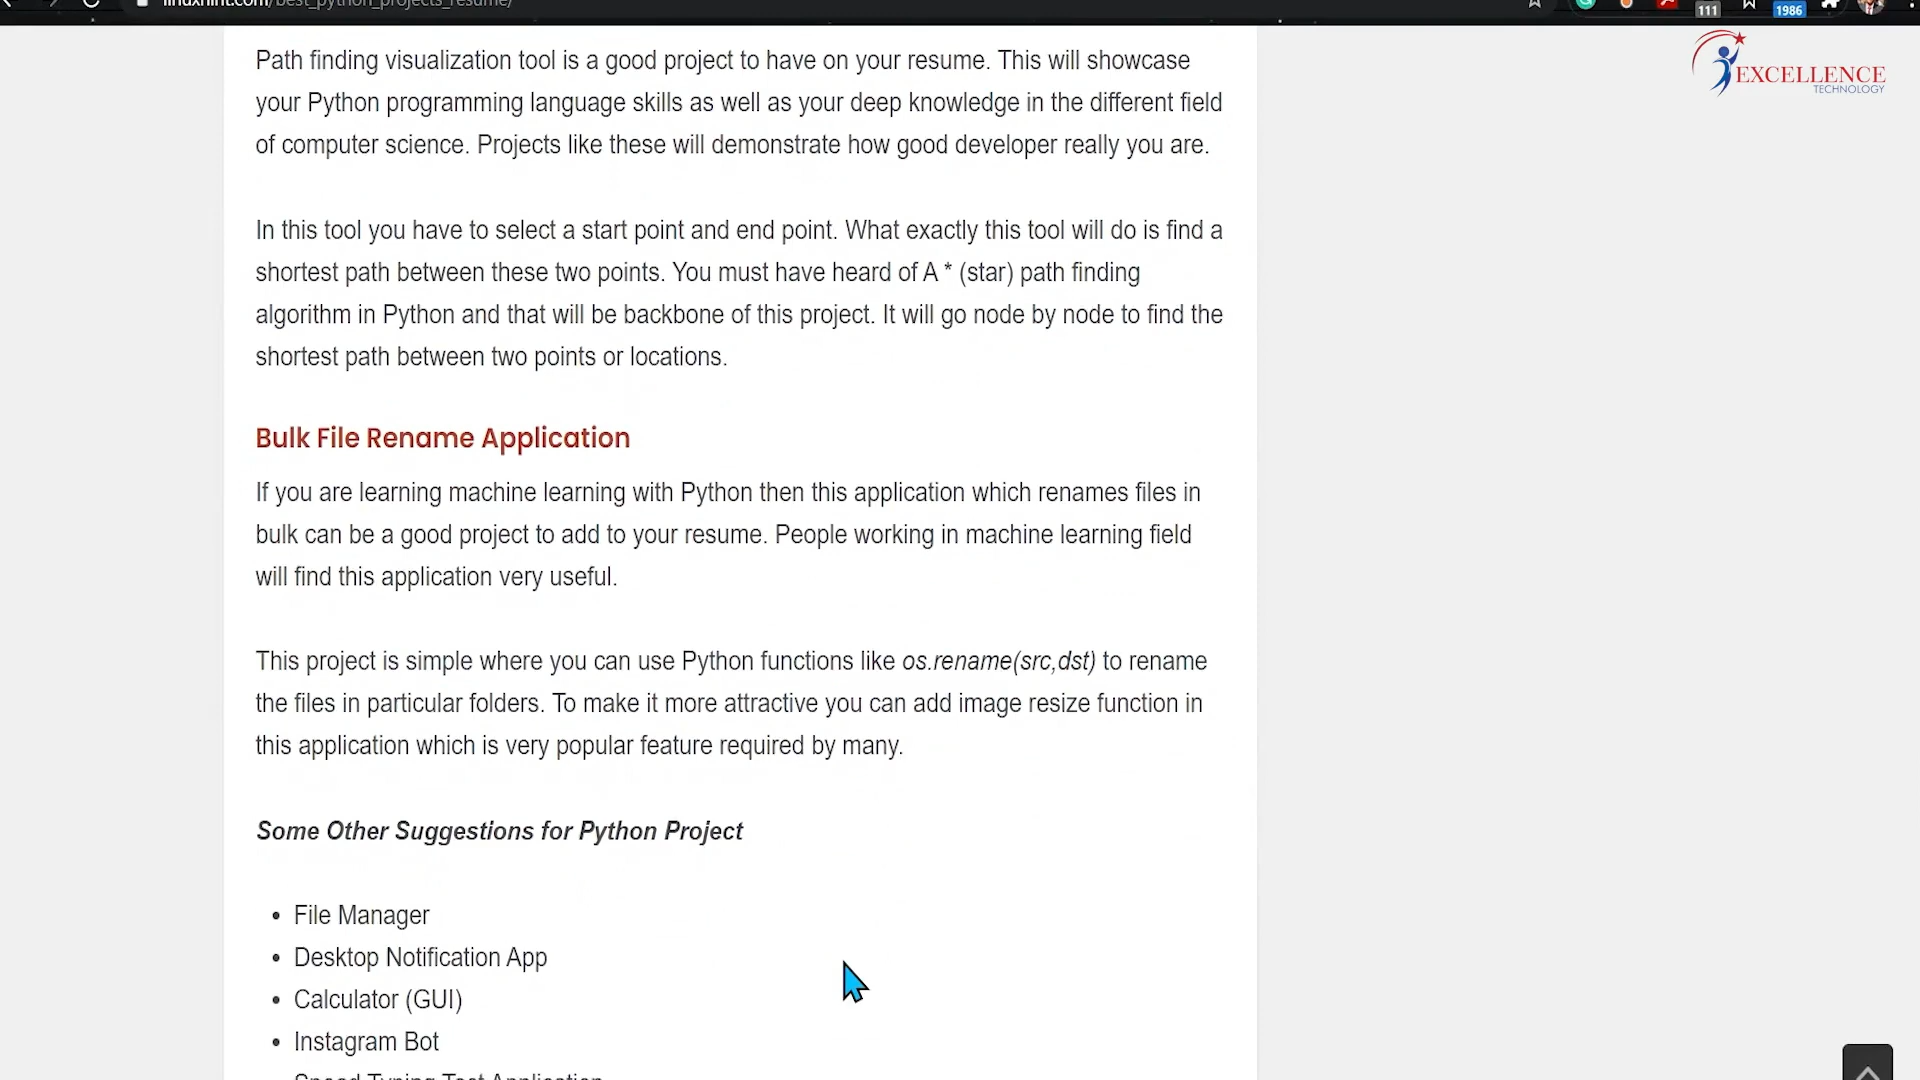 linuxhint.com/best_python_projects_resume/
111
1986
EXCELLENCE
TECHNOLOGY
Path finding visualization tool is a good project to have on your resume. This will showcase
your Python programming language skills as well as your deep knowledge in the different field
of computer science. Projects like these will demonstrate how good developer really you are.
In this tool you have to select a start point and end point. What exactly this tool will do is find a
shortest path between these two points. You must have heard of A * (star) path finding
algorithm in Python and that will be backbone of this project. It will go node by node to find the
shortest path between two points or locations.
Bulk File Rename Application
If you are learning machine learning with Python then this application which renames files in
bulk can be a good project to add to your resume. People working in machine learning field
will find this application very useful.
This project is simple where you can use Python functions like os.rename(src,dst) to rename
the files in particular folders. To make it more attractive you can add image resize function in
this application which is very popular feature required by many.
Some Other Suggestions for Python Project
• File Manager
• Desktop Notification App
• Calculator (GUI)
• Instagram Bot
Speed Typing Test Application